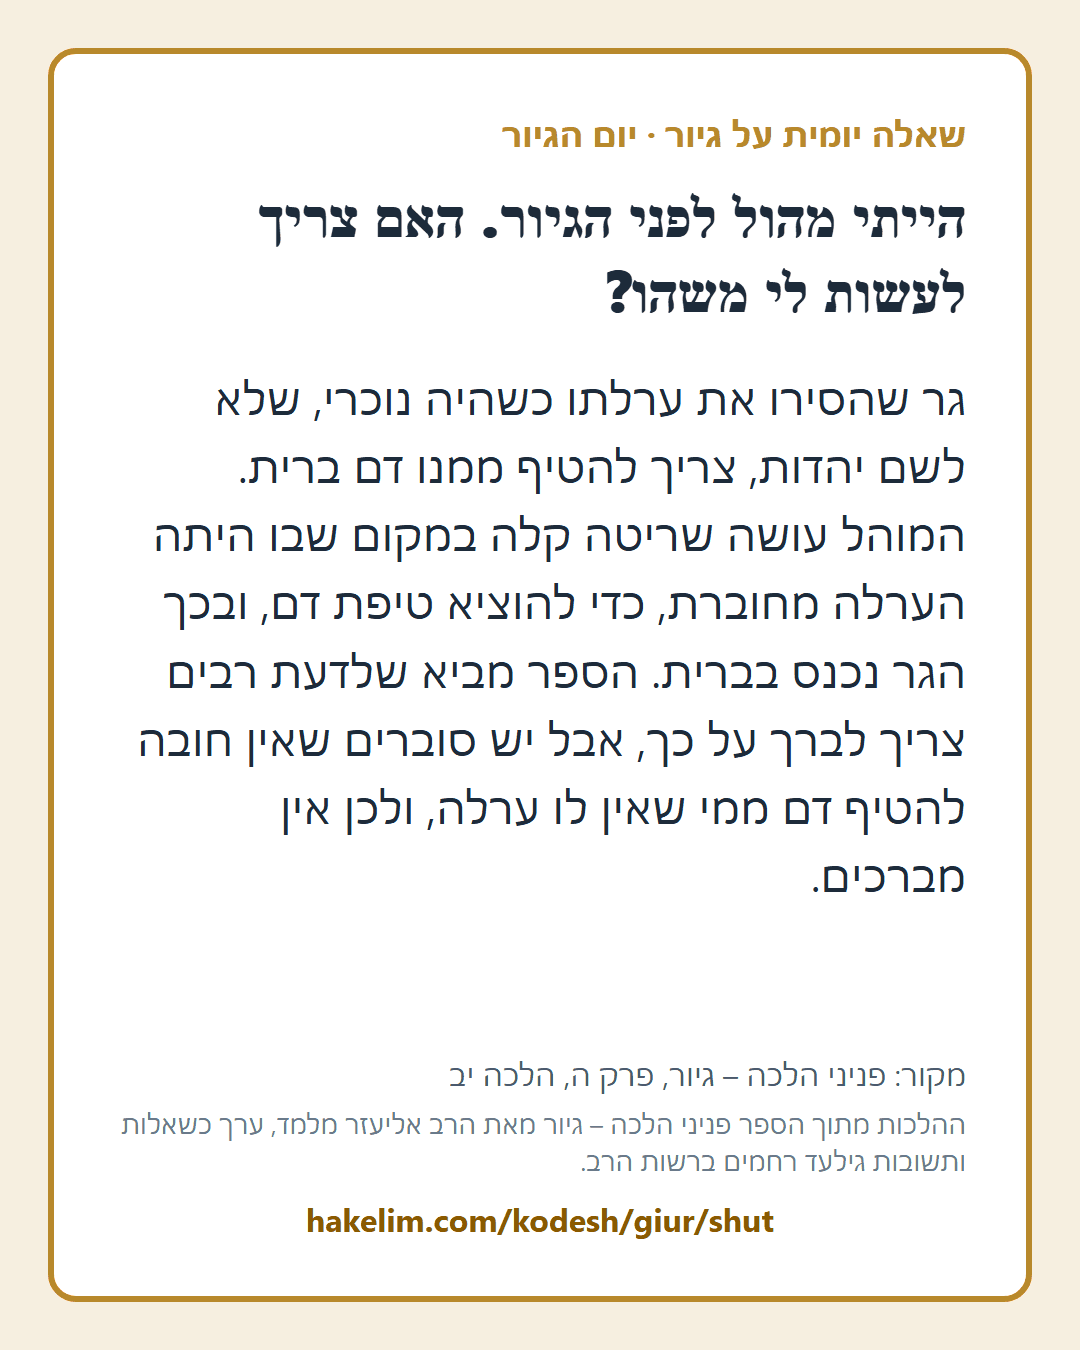 שאלה יומית על גיור · יום הגיור
הייתי מהול לפני הגיור. האם צריך
לעשות לי משהו?
גר שהסירו את ערלתו כשהיה נוכרי, שלא
לשם יהדות, צריך להטיף ממנו דם ברית.
המוהל עושה שריטה קלה במקום שבו היתה
הערלה מחוברת, כדי להוציא טיפת דם, ובכך
הגר נכנס בברית. הספר מביא שלדעת רבים
צריך לברך על כך, אבל יש סוברים שאין חובה
להטיף דם ממי שאין לו ערלה, ולכן אין
מברכים.
מקור: פניני הלכה – גיור, פרק ה, הלכה יב
ההלכות מתוך הספר פניני הלכה – גיור מאת הרב אליעזר מלמד, ערך כשאלות
ותשובות גילעד רחמים ברשות הרב.
hakelim.com/kodesh/giur/shut